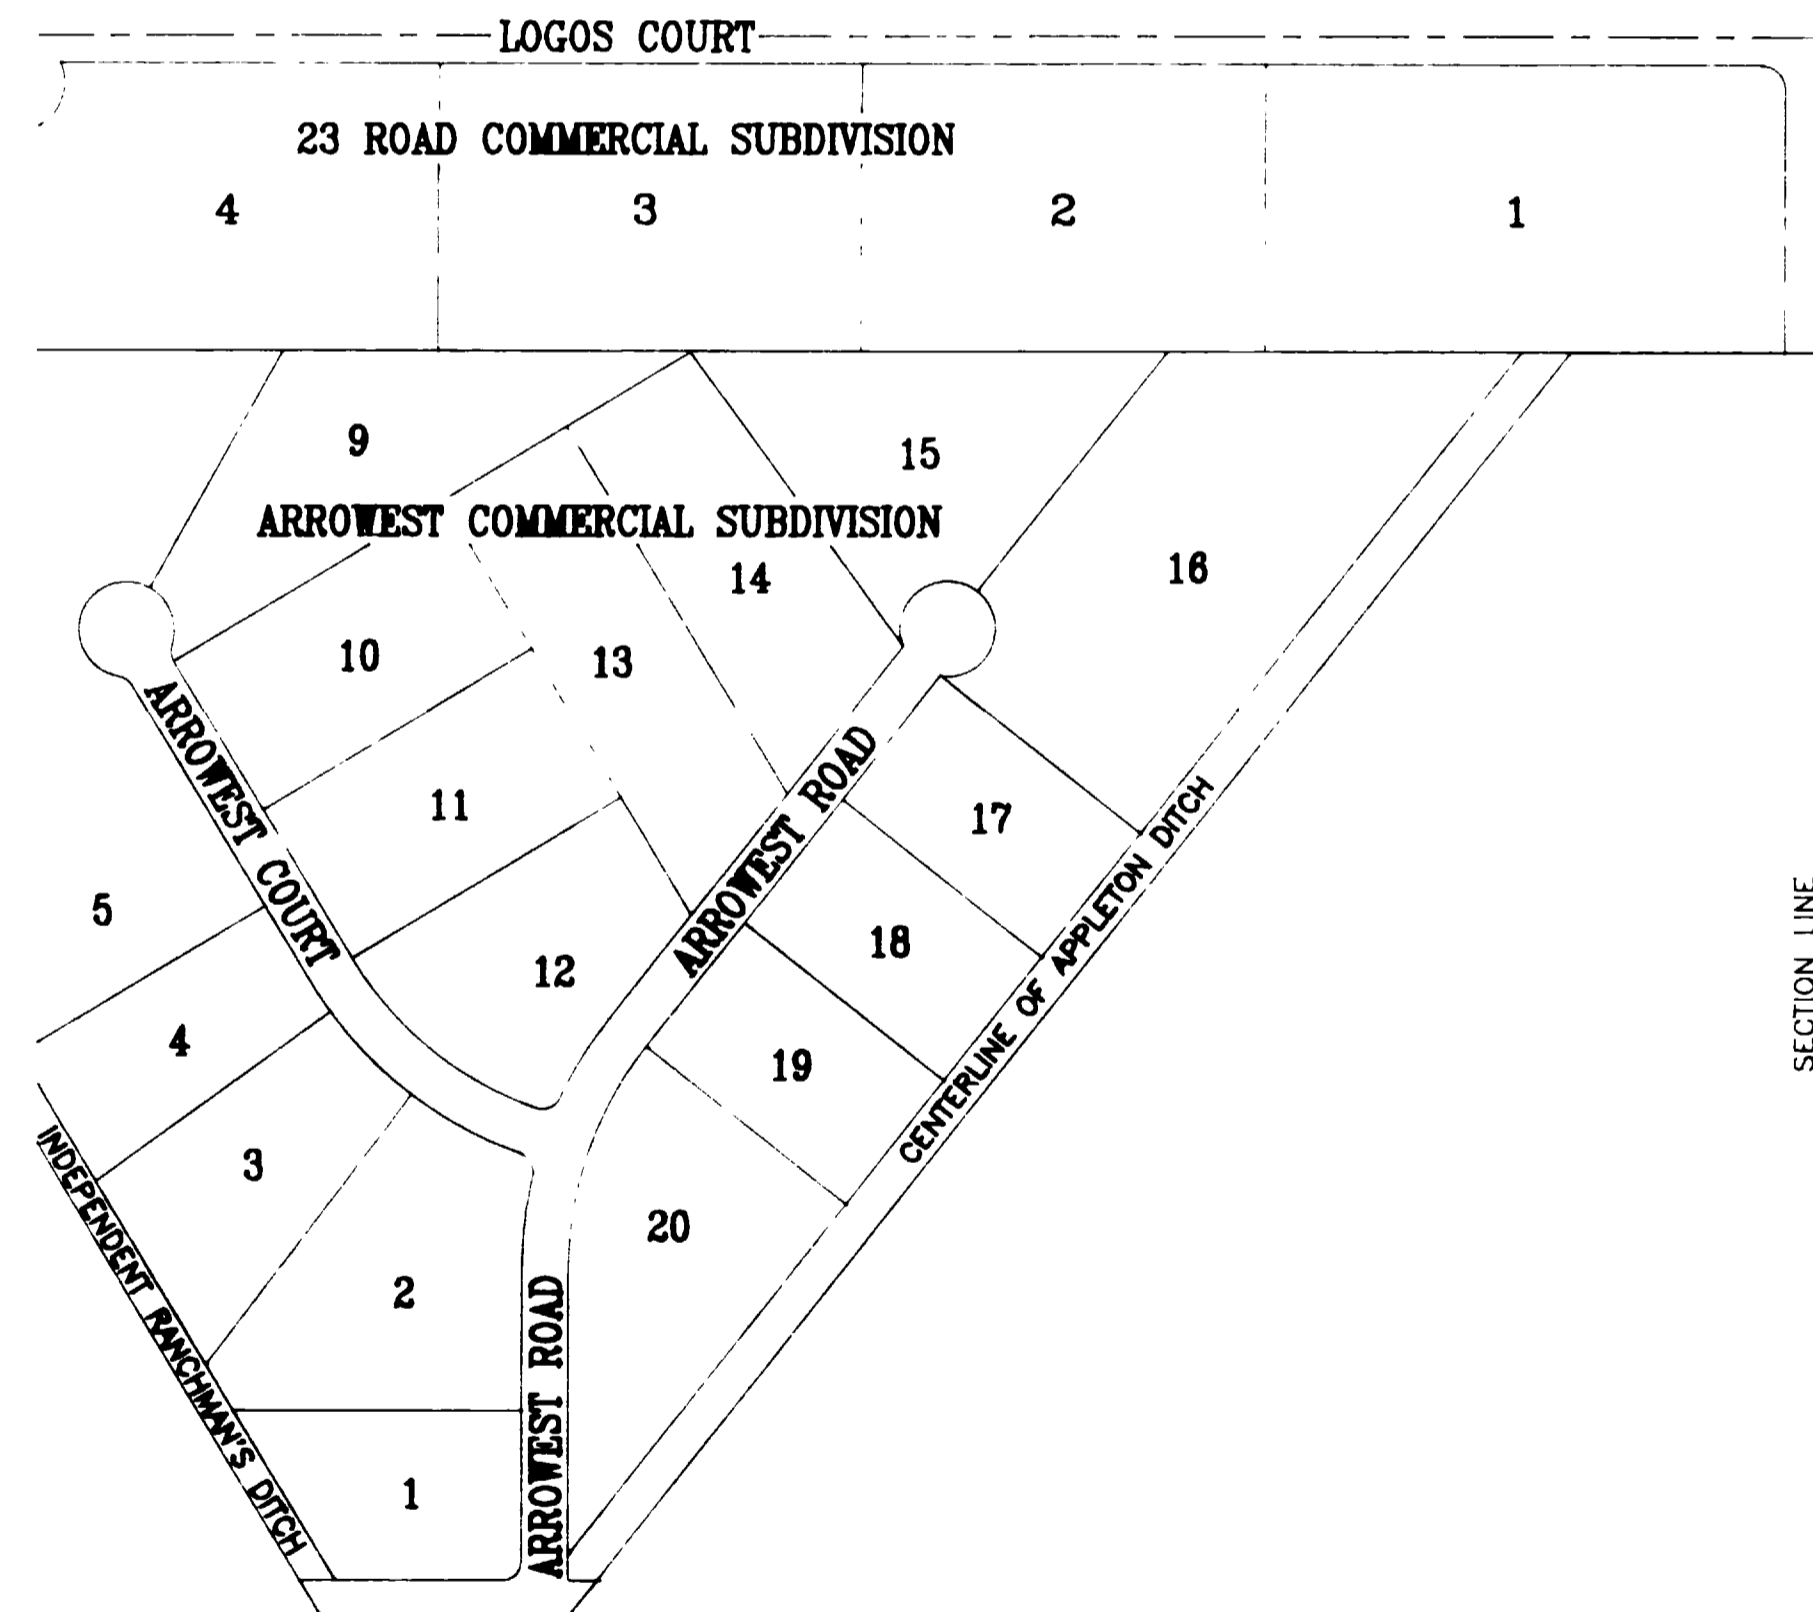 LOGOS COURT
23 ROAD COMMERCIAL SUBDIVISION
4
3
2
1
9
15
ARROWEST COMMERCIAL SUBDIVISION
14
16
10
13
ARROWEST COURT
11
ARROWEST ROAD
17
5
18
12
CENTERLINE OF APPLETON DITCH
SECTION LINE
4
19
3
INDEPENDENT RANCHMAN'S DITCH
20
2
ARROWEST ROAD
1